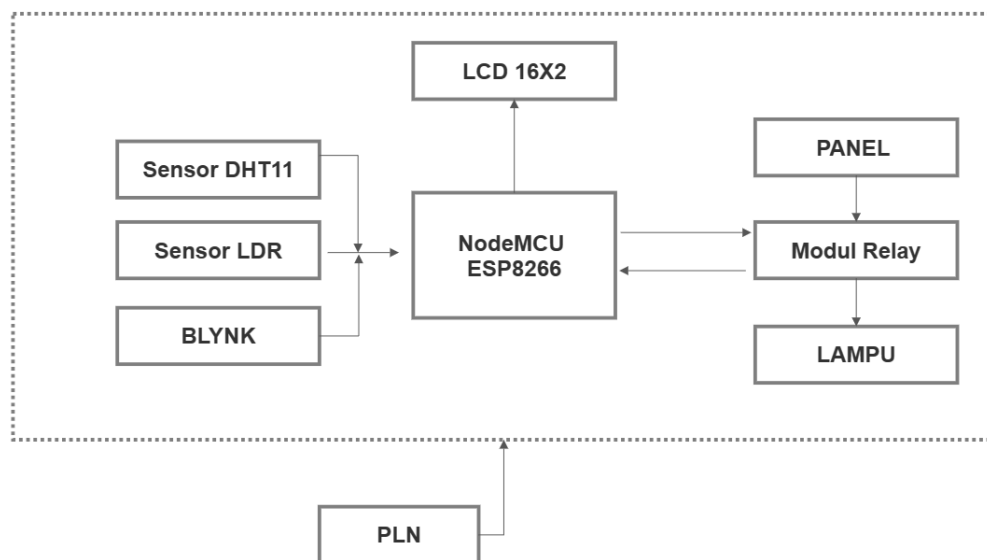 LCD 16X2
Sensor DHT11
PANEL
Sensor LDR
NodeMCU
ESP8266
Modul Relay
BLYNK
LAMPU
PLN